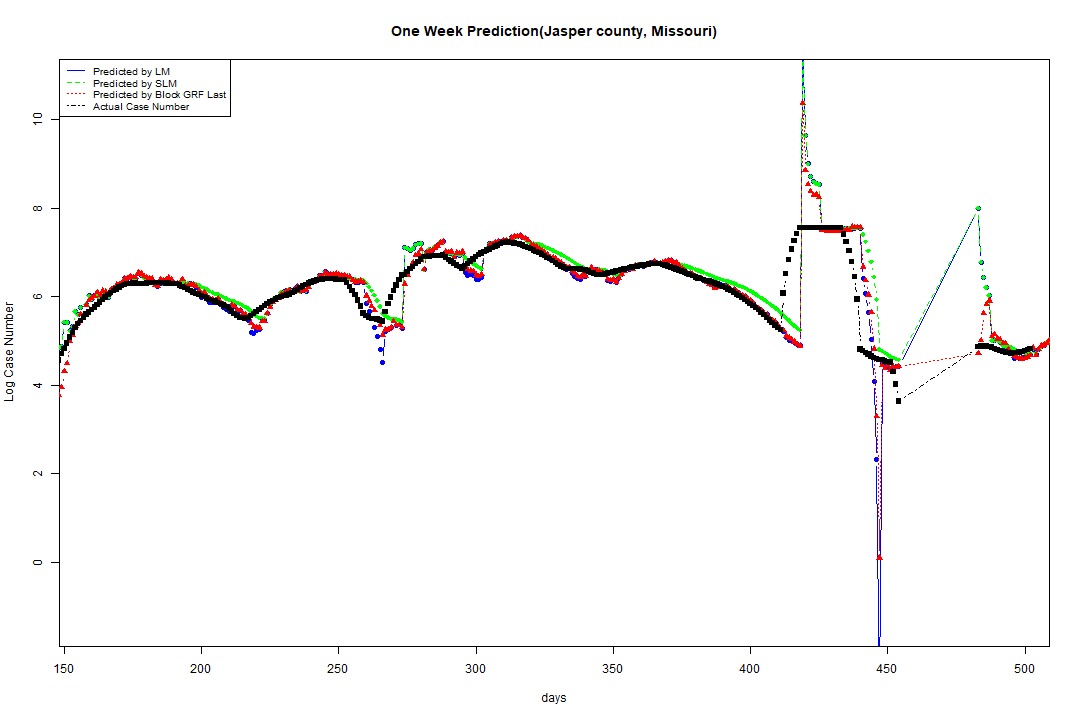 One Week Prediction(Jasper county, Missouri)
Predicted by LM
Predicted by SLM
Predicted by Block GRF Last
Actual Case Number
Log Case Number
10
8
6
4
2
0
150 200 250 300 350 400 450 500
days